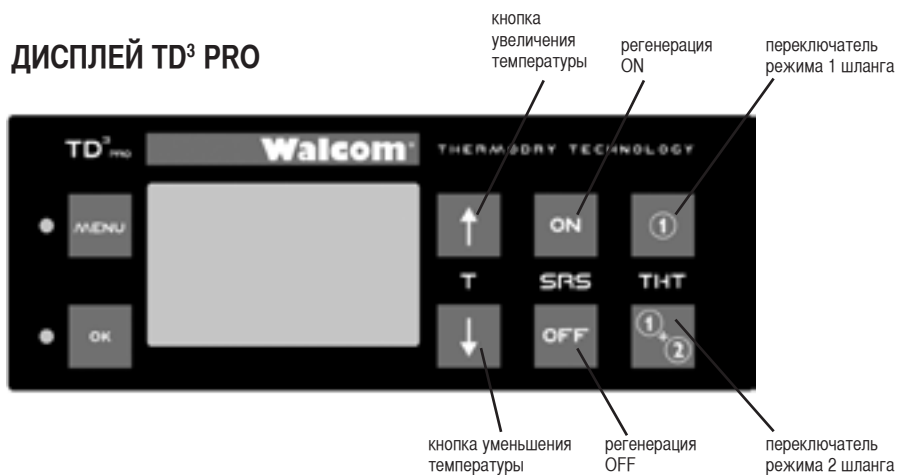 кнопка
увеличения
температуры
регенерация
ON
переключатель
режима 1 шланга
ДИСПЛЕЙ TD³ PRO
TD³ PRO
Walcom
THERMODRY TECHNOLOGY
MENU
ON
1
T
SRS
THT
OK
OFF
1+2
кнопка уменьшения
температуры
регенерация
OFF
переключатель
режима 2 шланга